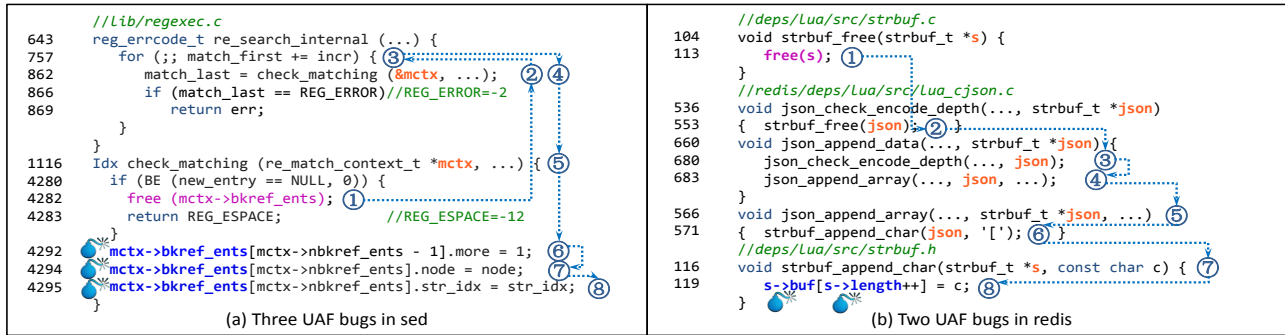 //lib/regexec.c
643 reg_errcode_t re_search_internal (...) {
757 for (;; match_first += incr) { ③ ④
862 match_last = check_matching (&mctx, ...); ②
866 if (match_last == REG_ERROR)//REG_ERROR=-2
869 return err;
}
}
1116 Idx check_matching (re_match_context_t *mctx, ...) { ⑤
4280 if (BE (new_entry == NULL, 0)) {
4282 free (mctx->bkref_ents); ①
4283 return REG_ESPACE; //REG_ESPACE=-12
}
4292 mctx->bkref_ents[mctx->nbkref_ents - 1].more = 1; ⑥
4294 mctx->bkref_ents[mctx->nbkref_ents].node = node; ⑦
4295 mctx->bkref_ents[mctx->nbkref_ents].str_idx = str_idx; ⑧
}
(a) Three UAF bugs in sed
//deps/lua/src/strbuf.c
104 void strbuf_free(strbuf_t *s) {
113 free(s); ①
}
//redis/deps/Lua/src/Lua_cjson.c
536 void json_check_encode_depth(..., strbuf_t *json)
553 { strbuf_free(json); ② }
660 void json_append_data(..., strbuf_t *json) {
680 json_check_encode_depth(..., json); ③
683 json_append_array(..., json, ...); ④
}
566 void json_append_array(..., strbuf_t *json, ...) ⑤
571 { strbuf_append_char(json, '['); ⑥ }
//deps/lua/src/strbuf.h
116 void strbuf_append_char(strbuf_t *s, const char c) { ⑦
119 s->buf[s->length++] = c; ⑧
}
(b) Two UAF bugs in redis